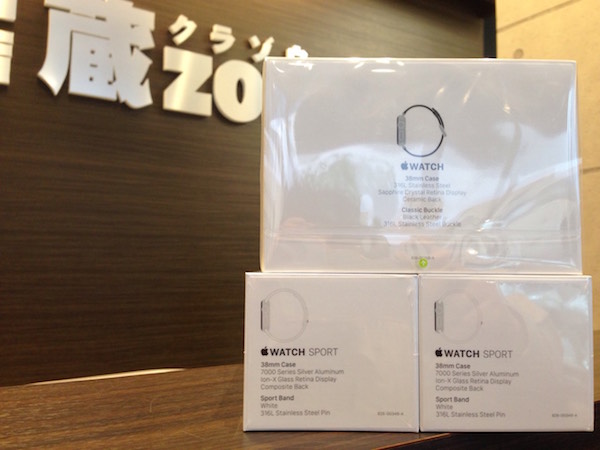 クラゾ
蔵ZO
WATCH
38mm Case
316L Stainless Steel
Sapphire Crystal Retina Display
Ceramic Back
Classic Buckle
Black Leather
316L Stainless Steel Buckle
WATCH SPORT
38mm Case
7000 Series Silver Aluminum
Ion-X Glass Retina Display
Composite Back
Sport Band
White
316L Stainless Steel Pin
WATCH SPORT
38mm Case
7000 Series Silver Aluminum
Ion-X Glass Retina Display
Composite Back
Sport Band
White
316L Stainless Steel Pin